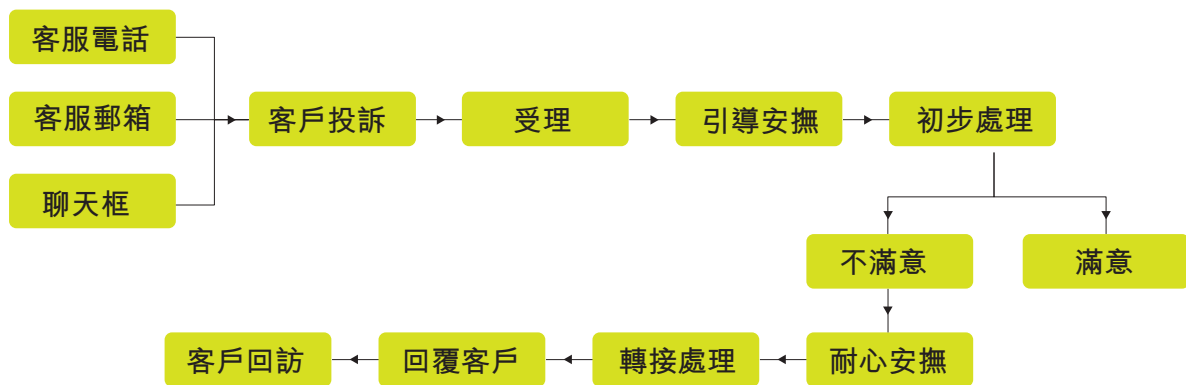 客服電話
客服郵箱
聊天框
客戶投訴
受理
引導安撫
初步處理
不滿意
滿意
耐心安撫
轉接處理
回覆客戶
客戶回訪